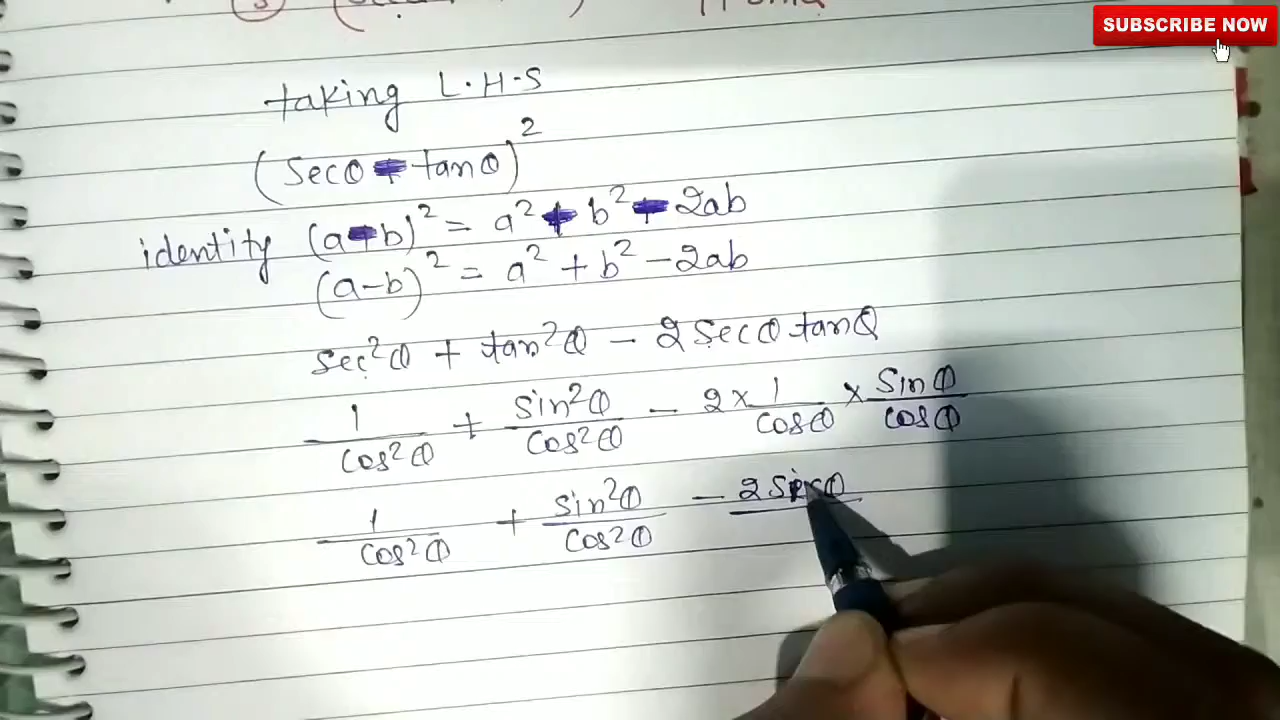 SUBSCRIBE NOW
taking L.H.S
(secθ - tanθ)²
identity (a-b)² = a² + b² - 2ab
(a-b)² = a² + b² - 2ab
sec²θ + tan²θ - 2 secθ tanθ
1/cos²θ + sin²θ/cos²θ - 2 × 1/cosθ × sinθ/cosθ
1/cos²θ + sin²θ/cos²θ - 2